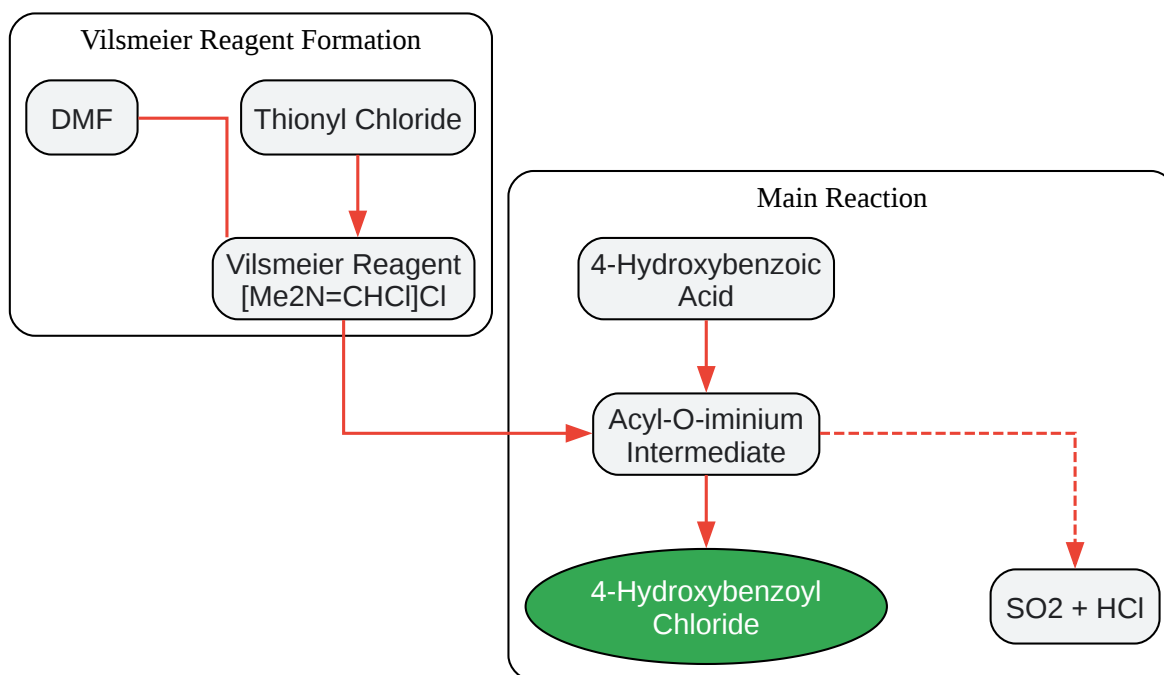 Vilsmeier Reagent Formation
DMF
Thionyl Chloride
Vilsmeier Reagent
[Me2N=CHCl]Cl
Main Reaction
4-Hydroxybenzoic
Acid
Acyl-O-iminium
Intermediate
4-Hydroxybenzoyl
Chloride
SO2 + HCl